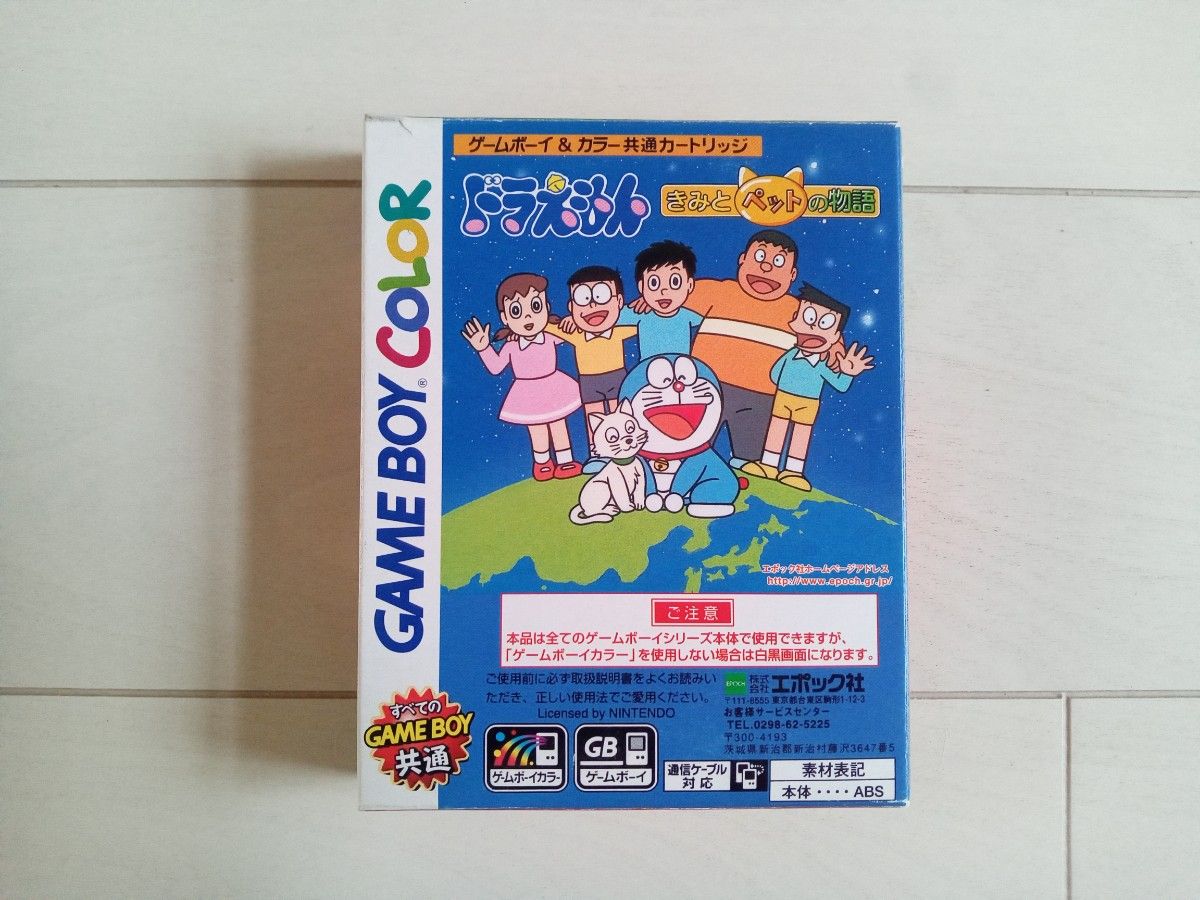 ゲームボーイ & カラー共通カートリッジ
ドラえもん
きみとペットの物語
GAME BOY® COLOR
エポック社ホームページアドレス
http://www.epoch.gr.jp/
ご注意
本品は全てのゲームボーイシリーズ本体で使用できますが、
「ゲームボーイカラー」を使用しない場合は白黒画面になります。
ご使用前に必ず取扱説明書をよくお読みい
ただき、正しい使用法でご愛用ください。
Licensed by NINTENDO
EPOCH 株式会社 エポック社
〒111-8555 東京都台東区駒形1-12-3
お客様サービスセンター
TEL.0298-62-5225
〒300-4193
茨城県新治郡新治村藤沢3647番5
すべての
GAME BOY
共通
ゲームボーイカラー
GB
ゲームボーイ
通信ケーブル
対応
素材表記
本体・・・・ABS